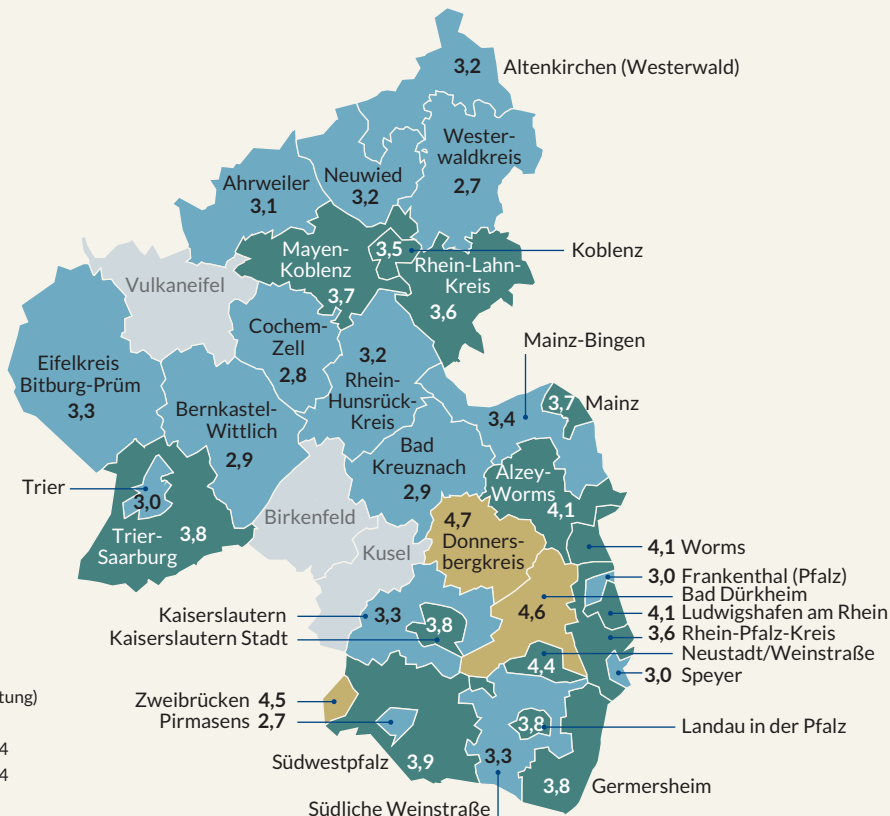 3,2 Altenkirchen (Westerwald)
Wester-
waldkreis
2,7
Neuwied
3,2
Ahrweiler
3,1
Mayen-
Koblenz
3,7
3,5
Koblenz
Rhein-Lahn-
Kreis
3,6
Vulkaneifel
Cochem-
Zell
2,8
3,2
Rhein-
Hunsrück-
Kreis
Mainz-Bingen
3,4
3,7 Mainz
Eifelkreis
Bitburg-Prüm
3,3
Bernkastel-
Wittlich
2,9
Bad
Kreuznach
2,9
Alzey-
Worms
4,1
Trier
3,0
Trier-
Saarburg
3,8
Birkenfeld
Kusel
4,7
Donners-
bergkreis
4,1 Worms
3,0 Frankenthal (Pfalz)
Bad Dürkheim
4,6
4,1 Ludwigshafen am Rhein
3,6 Rhein-Pfalz-Kreis
Neustadt/Weinstraße
4,4
3,0 Speyer
Kaiserslautern
3,3
Kaiserslautern Stadt
3,8
Zweibrücken 4,5
Pirmasens 2,7
Landau in der Pfalz
3,8
Südwestpfalz
3,9
3,3
Südliche Weinstraße
3,8
Germersheim
tung)
4
4